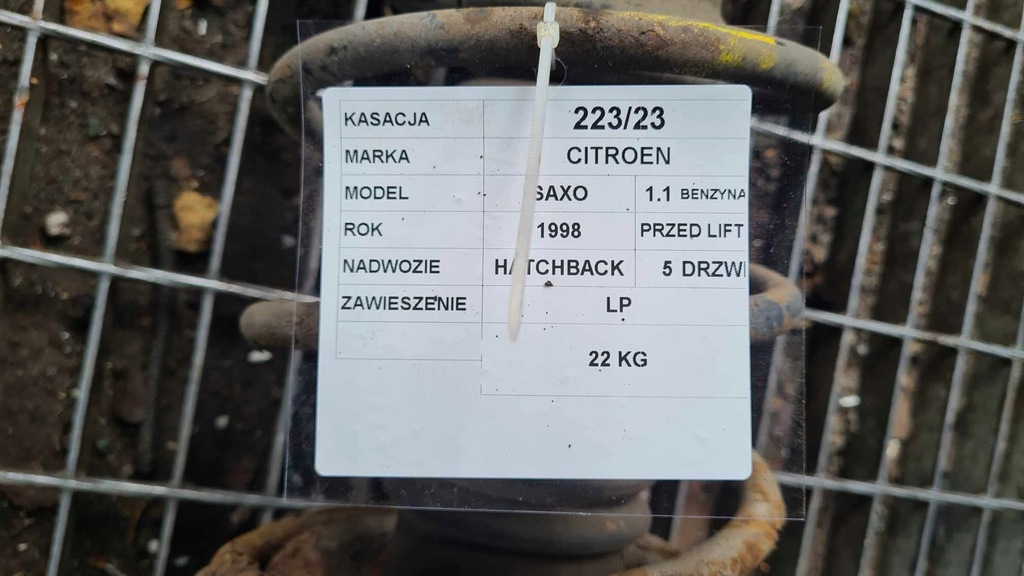 KASACJA 223/23
MARKA CITROEN
MODEL SAXO 1.1 BENZYNA
ROK 1998 PRZED LIFT
NADWOZIE HATCHBACK 5 DRZWI
ZAWIESZENIE LP
22 KG